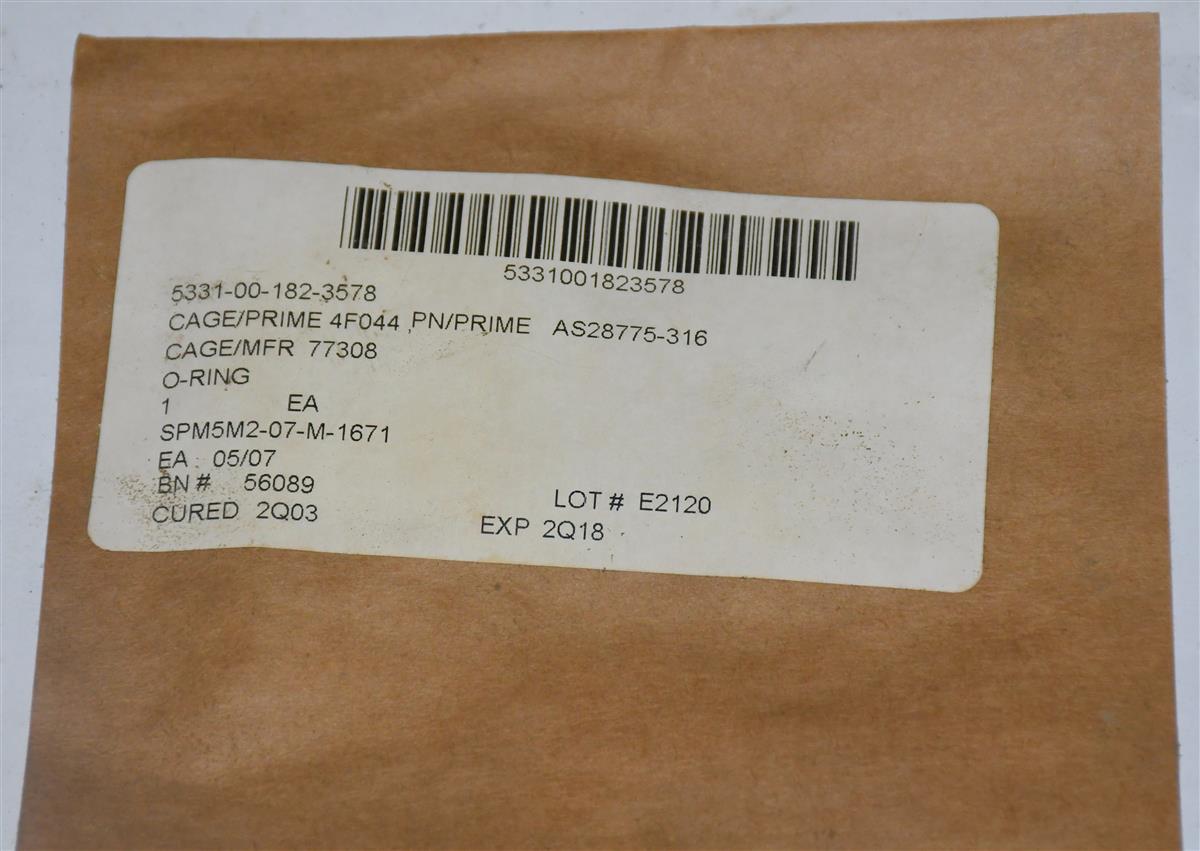 5331001823578
5331-00-182-3578
CAGE/PRIME 4F044 PN/PRIME AS28775-316
CAGE/MFR 77308
O-RING
1 EA
SPM5M2-07-M-1671
EA 05/07
BN # 56089 LOT # E2120
CURED 2Q03 EXP 2Q18